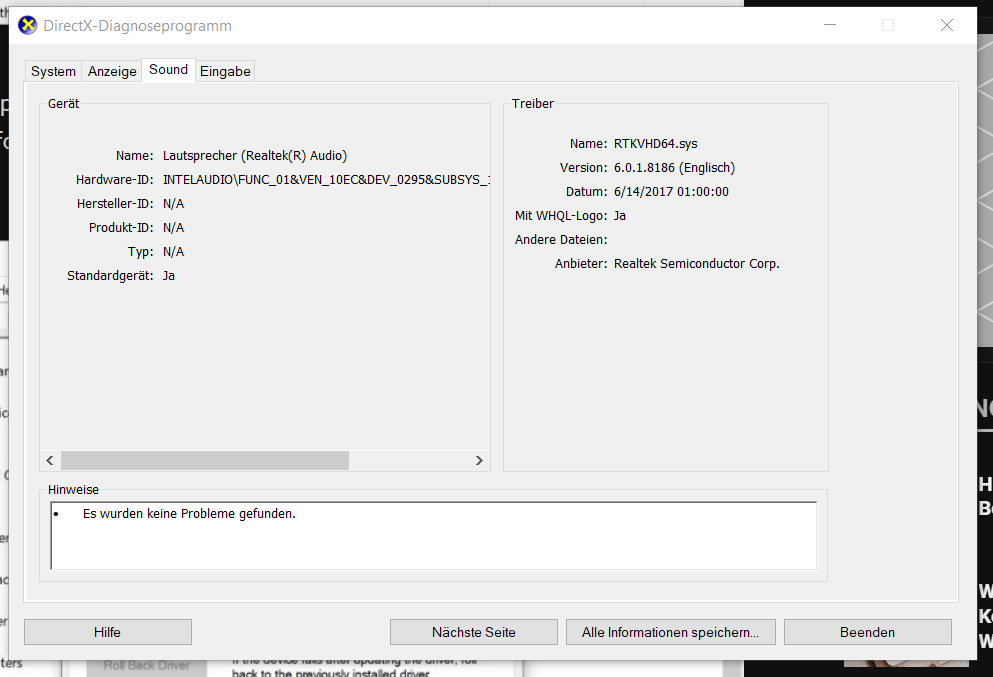 DirectX-Diagnoseprogramm
System Anzeige Sound Eingabe
Gerät
Name: Lautsprecher (Realtek(R) Audio)
Hardware-ID: INTELAUDIO\FUNC_01&VEN_10EC&DEV_0295&SUBSYS_
Hersteller-ID: N/A
Produkt-ID: N/A
Typ: N/A
Standardgerät: Ja
Treiber
Name: RTKVHD64.sys
Version: 6.0.1.8186 (Englisch)
Datum: 6/14/2017 01:00:00
Mit WHQL-Logo: Ja
Andere Dateien:
Anbieter: Realtek Semiconductor Corp.
Hinweise
• Es wurden keine Probleme gefunden.
Hilfe
Nächste Seite
Alle Informationen speichern...
Beenden
Roll Back Driver
If the device fails after updating the driver, roll
back to the previously installed driver.